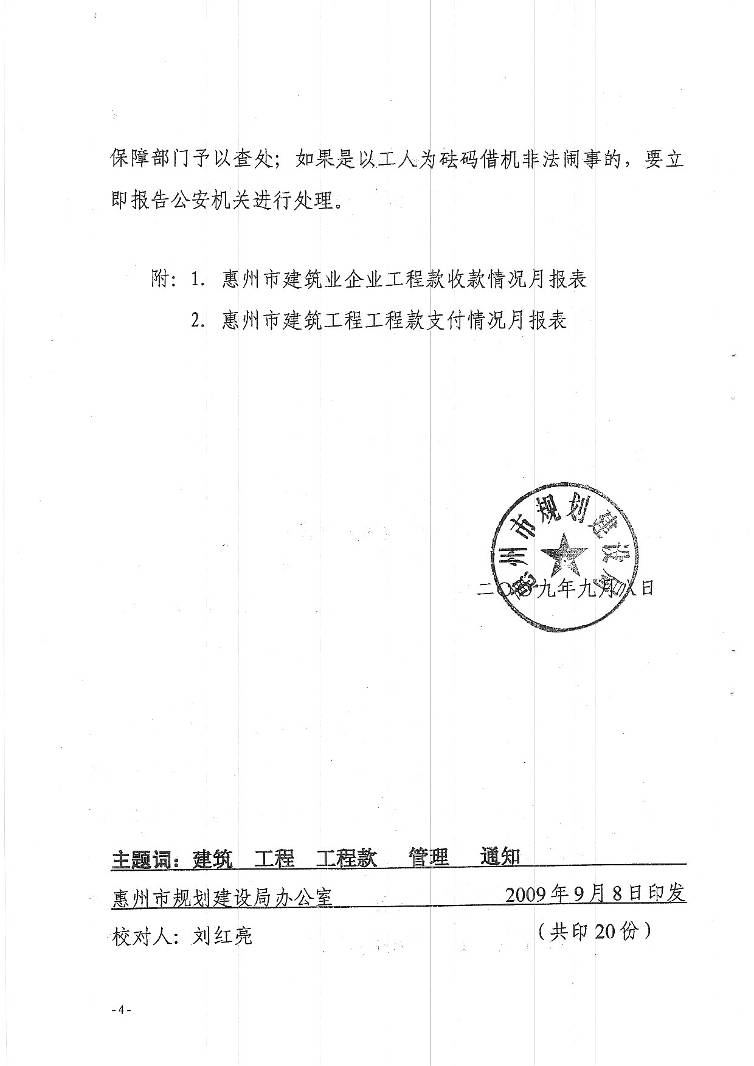 保障部门予以查处；如果是以工人为砝码借机非法闹事的，要立
即报告公安机关进行处理。
附：1. 惠州市建筑业企业工程款收款情况月报表
2. 惠州市建筑工程工程款支付情况月报表
惠州市规划建设局
二〇〇九年九月八日
主题词：建筑 工程 工程款 管理 通知
惠州市规划建设局办公室 2009年9月8日印发
校对人：刘红亮 （共印20份）
-4-